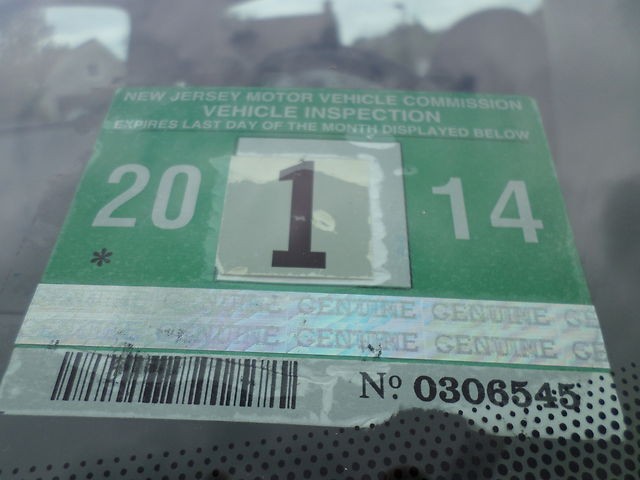 NEW JERSEY MOTOR VEHICLE COMMISSION
VEHICLE INSPECTION
EXPIRES LAST DAY OF THE MONTH DISPLAYED BELOW
20 1 14
*
GENUINE GENUINE
GENUINE GENUINE GENUINE
Nº 0306545